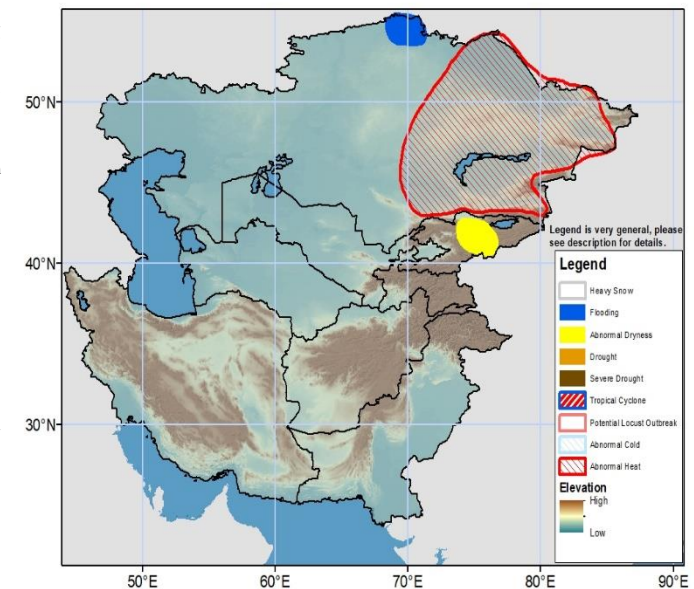 50°N
40°N
30°N
50°E
60°E
70°E
80°E
90°E
Legend is very general, please
see description for details.
Legend
Heavy Snow
Flooding
Abnormal Dryness
Drought
Severe Drought
Tropical Cyclone
Potential Locust Outbreak
Abnormal Cold
Abnormal Heat
Elevation
High
Low